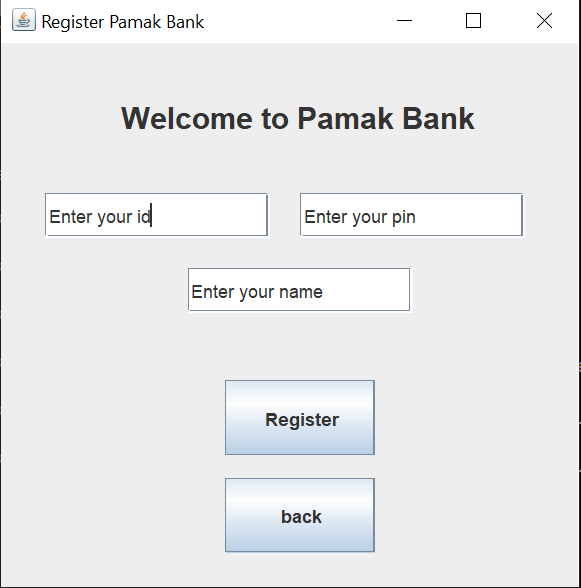 Register Pamak Bank
Welcome to Pamak Bank
Enter your id
Enter your pin
Enter your name
Register
back